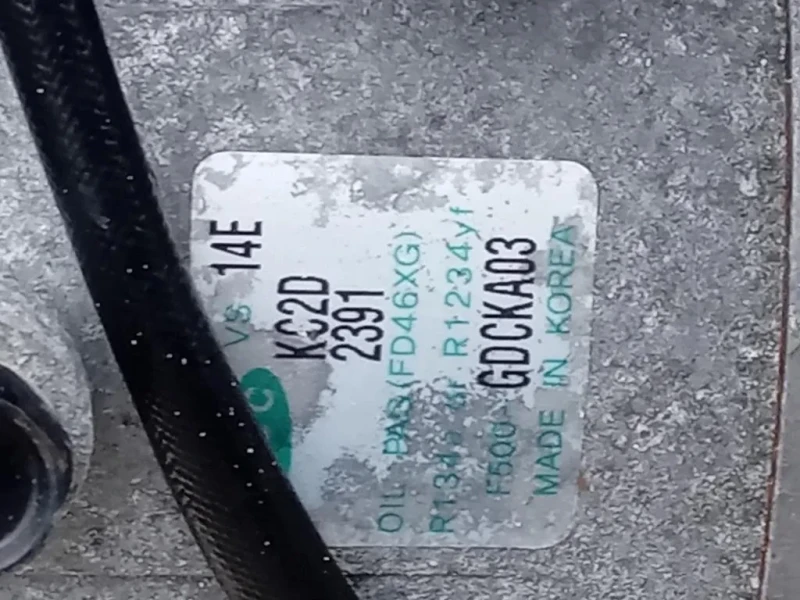 VS 14E
KC2D
2391
OIL PAG(FD46XG)
R134a or R1234yf
F500-GDCKA03
MADE IN KOREA